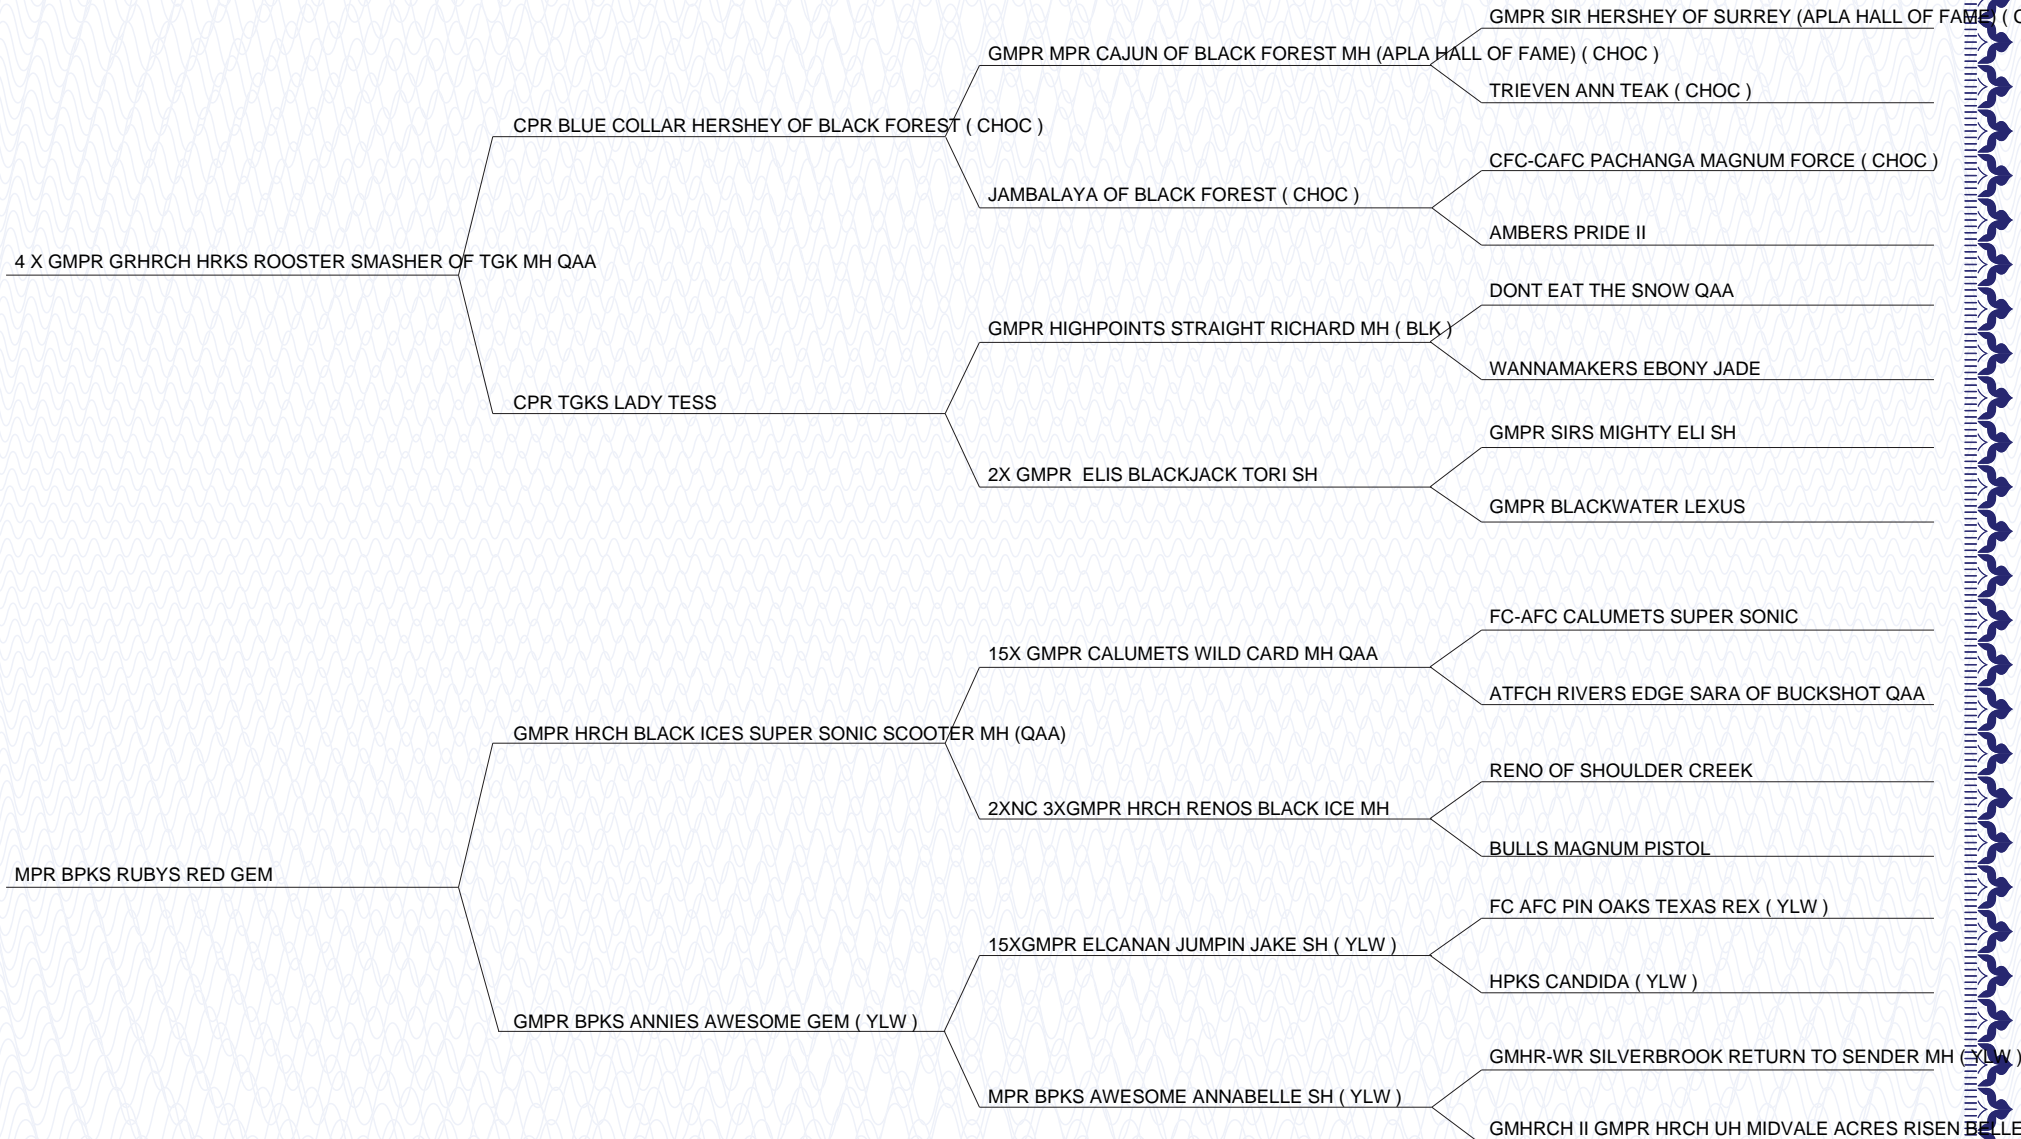 GMPR SIR HERSHEY OF SURREY (APLA HALL OF FAME) ( C
GMPR MPR CAJUN OF BLACK FOREST MH (APLA HALL OF FAME) ( CHOC )
TRIEVEN ANN TEAK ( CHOC )
CPR BLUE COLLAR HERSHEY OF BLACK FOREST ( CHOC )
CFC-CAFC PACHANGA MAGNUM FORCE ( CHOC )
JAMBALAYA OF BLACK FOREST ( CHOC )
AMBERS PRIDE II
4 X GMPR GRHRCH HRKS ROOSTER SMASHER OF TGK MH QAA
DONT EAT THE SNOW QAA
GMPR HIGHPOINTS STRAIGHT RICHARD MH ( BLK )
WANNAMAKERS EBONY JADE
CPR TGKS LADY TESS
GMPR SIRS MIGHTY ELI SH
2X GMPR  ELIS BLACKJACK TORI SH
GMPR BLACKWATER LEXUS
FC-AFC CALUMETS SUPER SONIC
15X GMPR CALUMETS WILD CARD MH QAA
ATFCH RIVERS EDGE SARA OF BUCKSHOT QAA
GMPR HRCH BLACK ICES SUPER SONIC SCOOTER MH (QAA)
RENO OF SHOULDER CREEK
2XNC 3XGMPR HRCH RENOS BLACK ICE MH
BULLS MAGNUM PISTOL
MPR BPKS RUBYS RED GEM
FC AFC PIN OAKS TEXAS REX ( YLW )
15XGMPR ELCANAN JUMPIN JAKE SH ( YLW )
HPKS CANDIDA ( YLW )
GMPR BPKS ANNIES AWESOME GEM ( YLW )
GMHR-WR SILVERBROOK RETURN TO SENDER MH ( YLW )
MPR BPKS AWESOME ANNABELLE SH ( YLW )
GMHRCH II GMPR HRCH UH MIDVALE ACRES RISEN BELLE